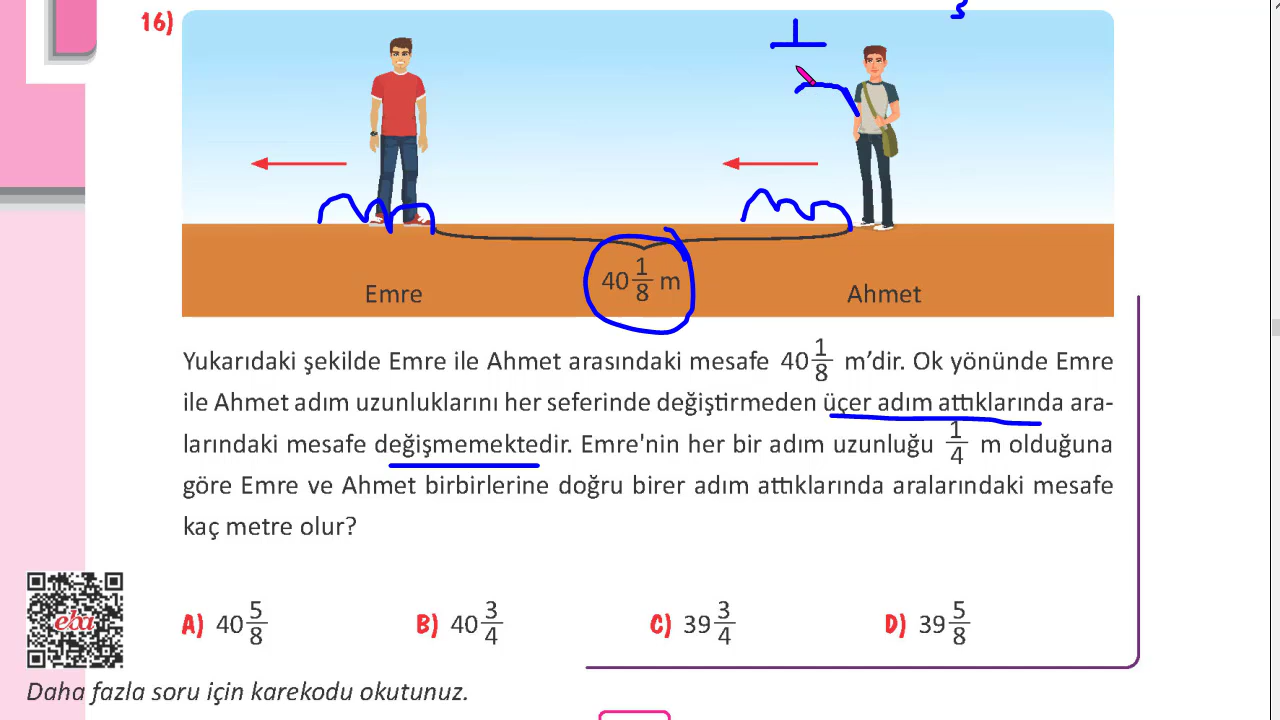 16)
40 1/8 m
Emre
Ahmet
Yukarıdaki şekilde Emre ile Ahmet arasındaki mesafe 40 1/8 m’dir. Ok yönünde Emre
ile Ahmet adım uzunluklarını her seferinde değiştirmeden üçer adım attıklarında ara-
larındaki mesafe değişmemektedir. Emre'nin her bir adım uzunluğu 1/4 m olduğuna
göre Emre ve Ahmet birbirlerine doğru birer adım attıklarında aralarındaki mesafe
kaç metre olur?
A) 40 5/8 B) 40 3/4 C) 39 3/4 D) 39 5/8
eba
Daha fazla soru için karekodu okutunuz.